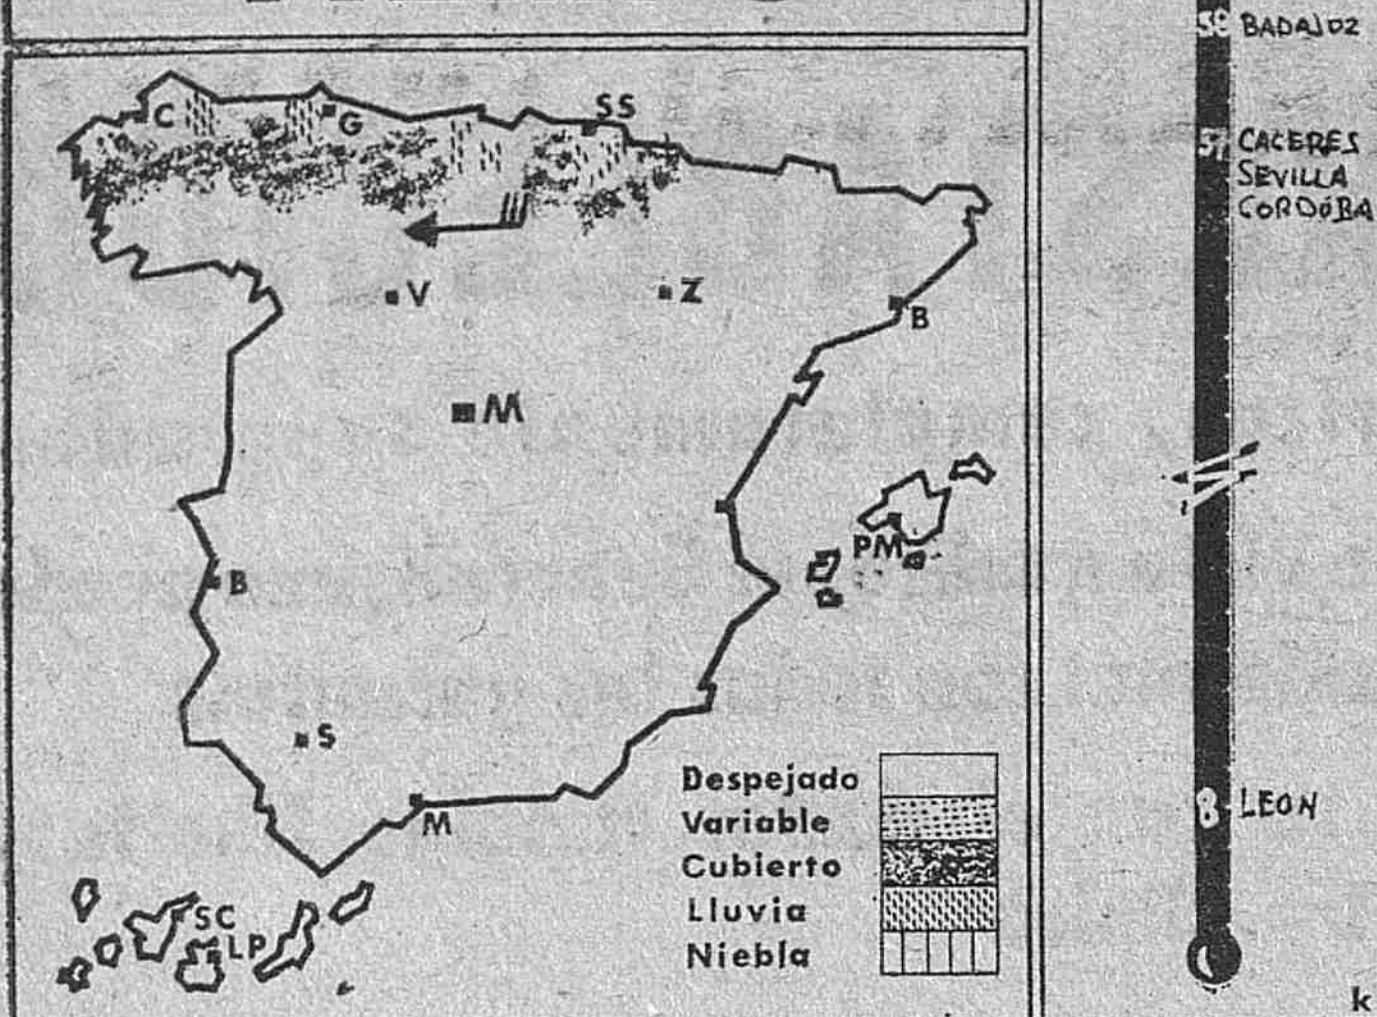 C
G
SS
V
Z
B
M
PM
B
S
M
SC
LP
Despejado
Variable
Cubierto
Lluvia
Niebla
BADAJOZ
CACERES
SEVILLA
CORDOBA
8 LEON
k